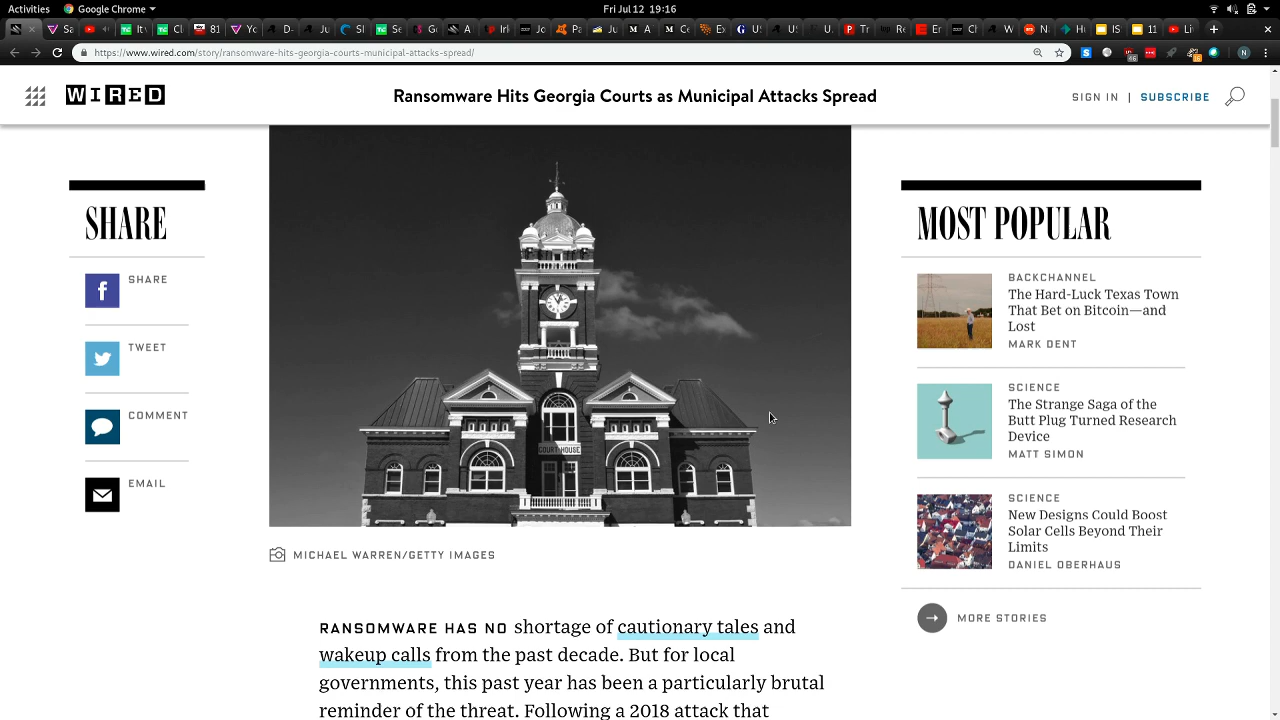 Activities
Google Chrome
Fri Jul 12 19:16
https://www.wired.com/story/ransomware-hits-georgia-courts-municipal-attacks-spread/
WIRED
Ransomware Hits Georgia Courts as Municipal Attacks Spread
SIGN IN | SUBSCRIBE
SHARE
SHARE
TWEET
COMMENT
EMAIL
COURT HOUSE
MICHAEL WARREN/GETTY IMAGES
RANSOMWARE HAS NO shortage of cautionary tales and
wakeup calls from the past decade. But for local
governments, this past year has been a particularly brutal
reminder of the threat. Following a 2018 attack that
MOST POPULAR
BACKCHANNEL
The Hard-Luck Texas Town
That Bet on Bitcoin—and
Lost
MARK DENT
SCIENCE
The Strange Saga of the
Butt Plug Turned Research
Device
MATT SIMON
SCIENCE
New Designs Could Boost
Solar Cells Beyond Their
Limits
DANIEL OBERHAUS
MORE STORIES